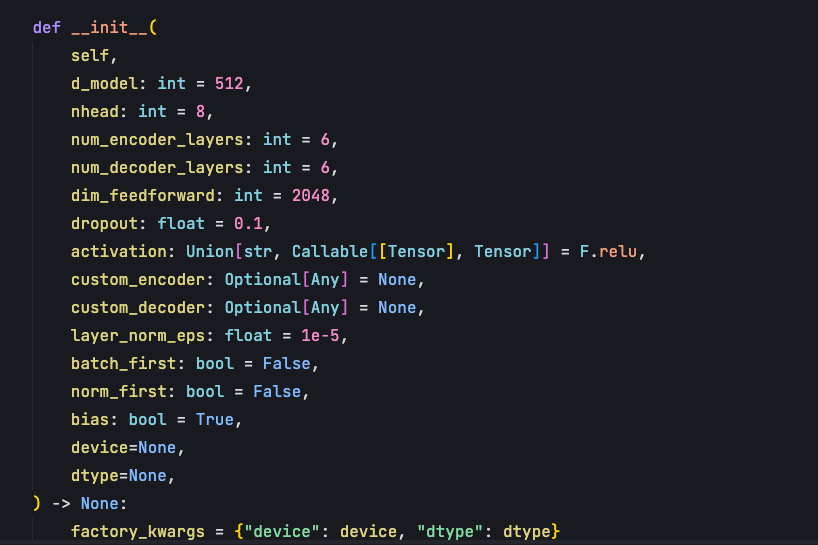 def __init__(
    self,
    d_model: int = 512,
    nhead: int = 8,
    num_encoder_layers: int = 6,
    num_decoder_layers: int = 6,
    dim_feedforward: int = 2048,
    dropout: float = 0.1,
    activation: Union[str, Callable[[Tensor], Tensor]] = F.relu,
    custom_encoder: Optional[Any] = None,
    custom_decoder: Optional[Any] = None,
    layer_norm_eps: float = 1e-5,
    batch_first: bool = False,
    norm_first: bool = False,
    bias: bool = True,
    device=None,
    dtype=None,
) -> None:
    factory_kwargs = {"device": device, "dtype": dtype}